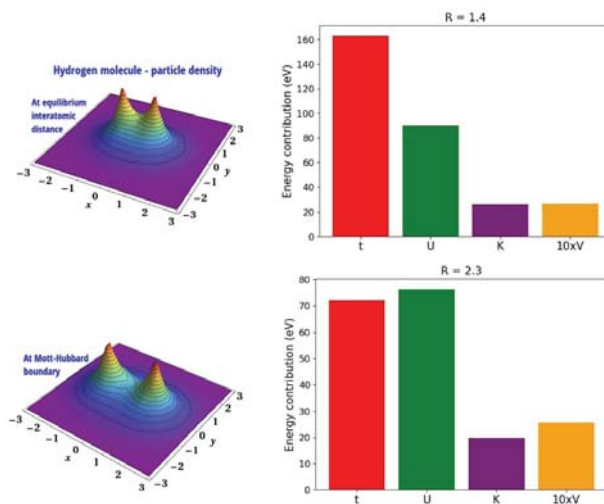 Hydrogen molecule - particle density
At equilibrium
interatomic
distance
-3
-2
-1
0
1
2
3
x
-3
-2
-1
0
1
2
3
y
R = 1.4
Energy contribution (eV)
160
140
120
100
80
60
40
20
0
t U K 10xV
At Mott-Hubbard
boundary
-3
-2
-1
0
1
2
3
x
-3
-2
-1
0
1
2
3
y
R = 2.3
Energy contribution (eV)
80
70
60
50
40
30
20
10
0
t U K 10xV